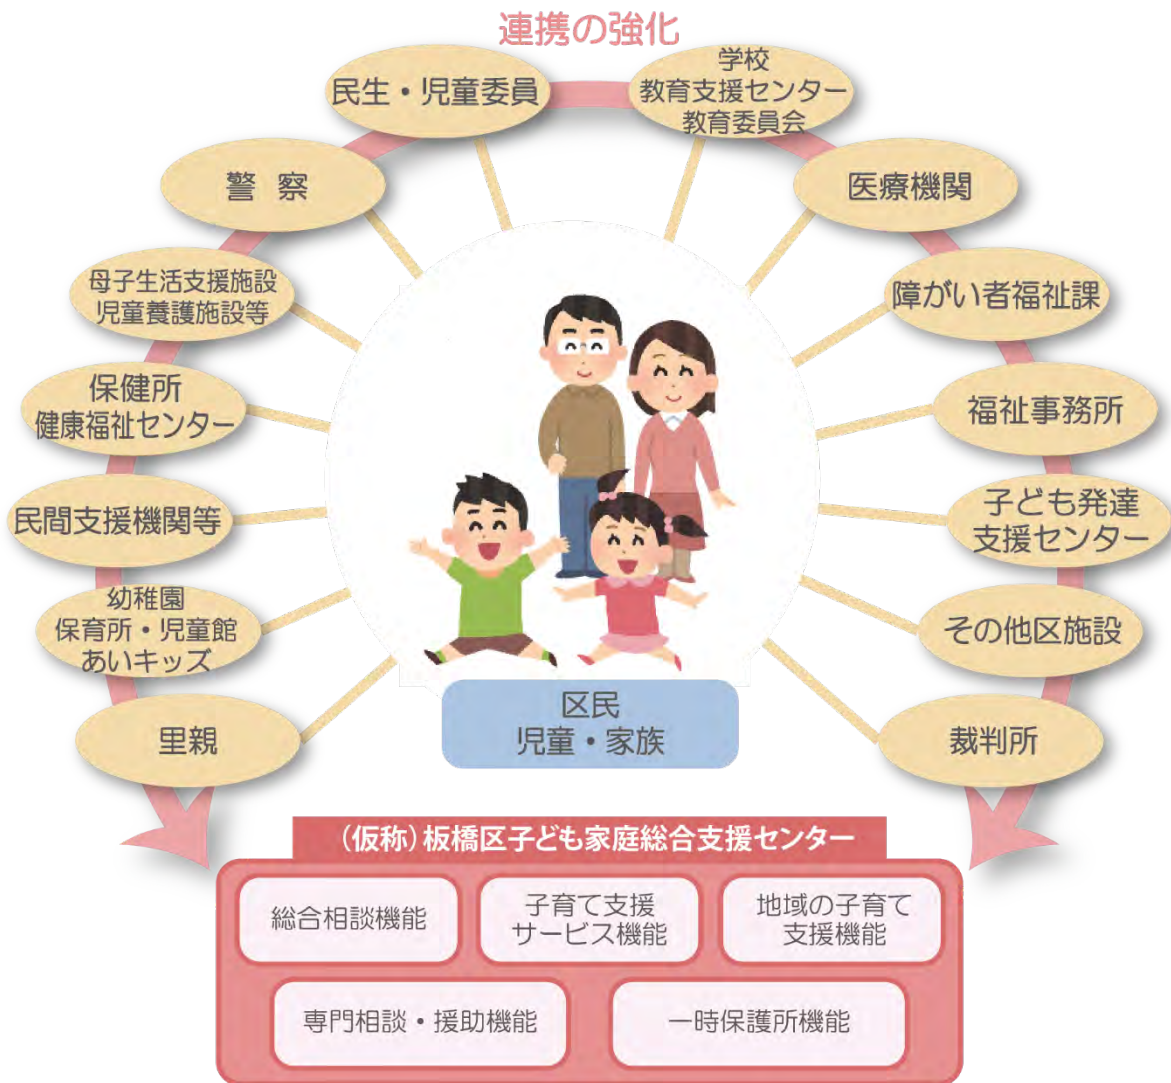 連携の強化
民生・児童委員
学校
教育支援センター
教育委員会
警察
医療機関
母子生活支援施設
児童養護施設等
障がい者福祉課
保健所
健康福祉センター
福祉事務所
民間支援機関等
子ども発達
支援センター
幼稚園
保育所・児童館
あいキッズ
その他区施設
里親
裁判所
区民
児童・家族
(仮称)板橋区子ども家庭総合支援センター
総合相談機能
子育て支援
サービス機能
地域の子育て
支援機能
専門相談・援助機能
一時保護所機能